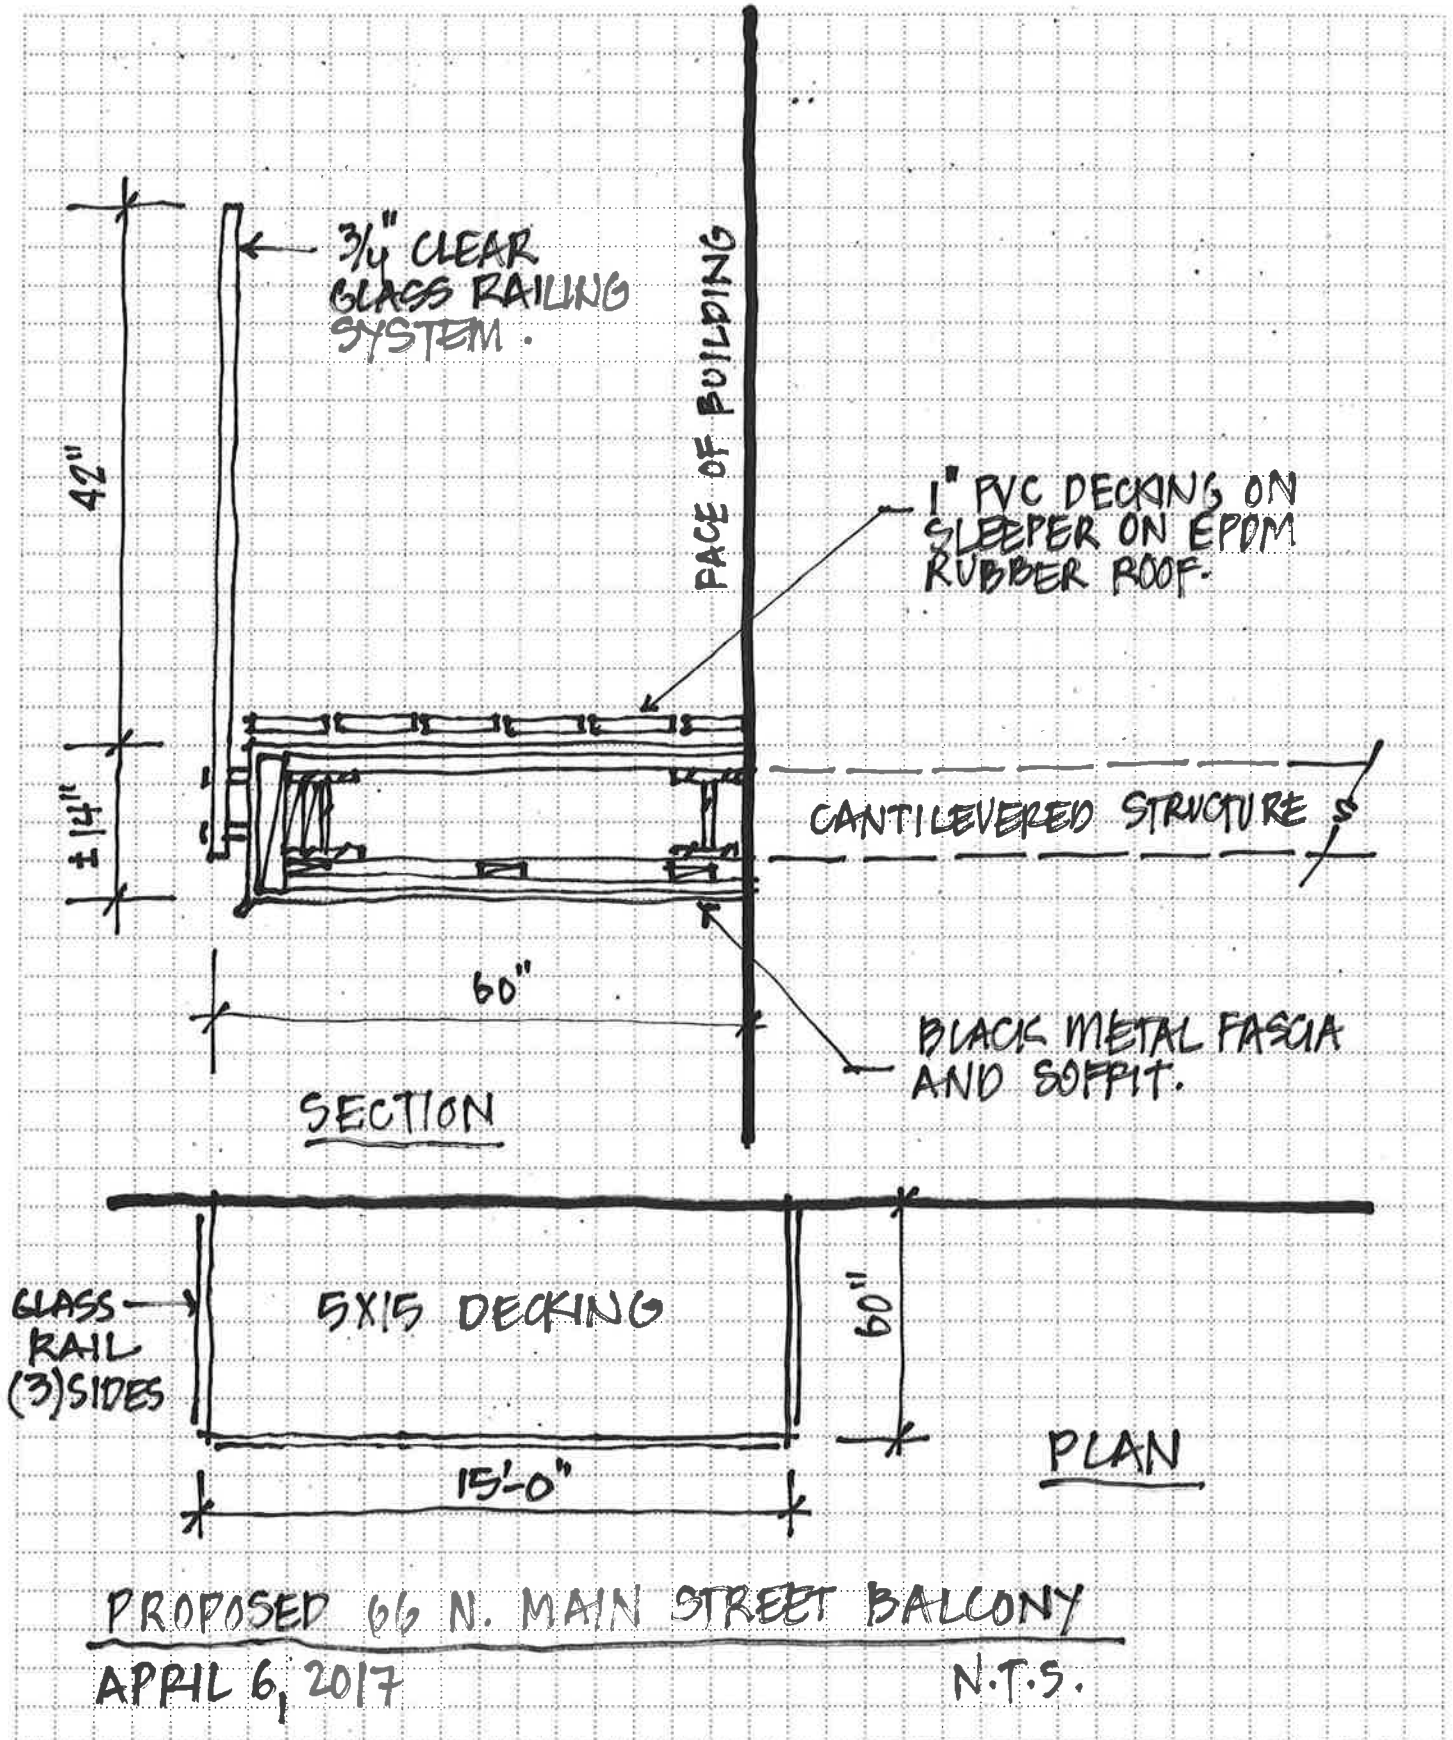 3/4" CLEAR
GLASS RAILING
SYSTEM.
FACE OF BUILDING
42"
1" PVC DECKING ON
SLEEPER ON EPDM
RUBBER ROOF.
±14"
CANTILEVERED STRUCTURE
60"
BLACK METAL FASCIA
AND SOFFIT.
SECTION
GLASS
RAIL
(3)SIDES
5X15 DECKING
60"
15'-0"
PLAN
PROPOSED 66 N. MAIN STREET BALCONY
APRIL 6, 2017
N.T.S.